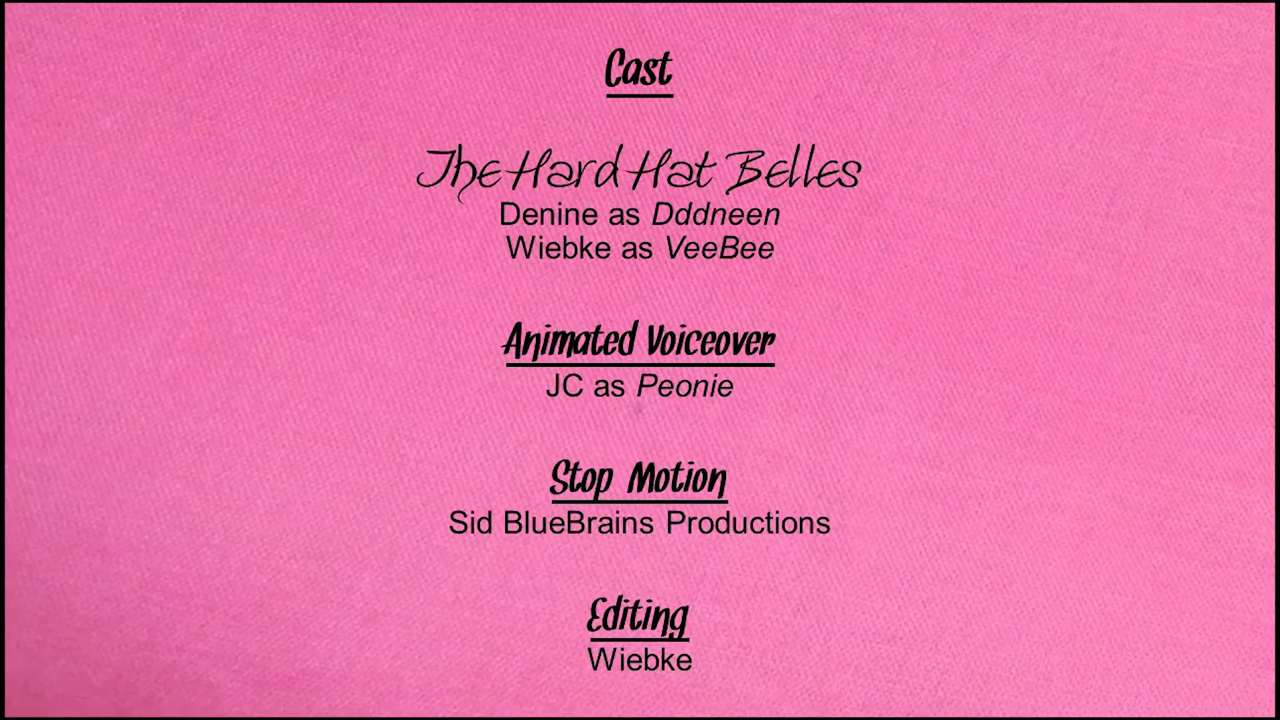 Cast
The Hard Hat Belles
Denine as Dddneen
Wiebke as VeeBee
Animated Voiceover
JC as Peonie
Stop Motion
Sid BlueBrains Productions
Editing
Wiebke